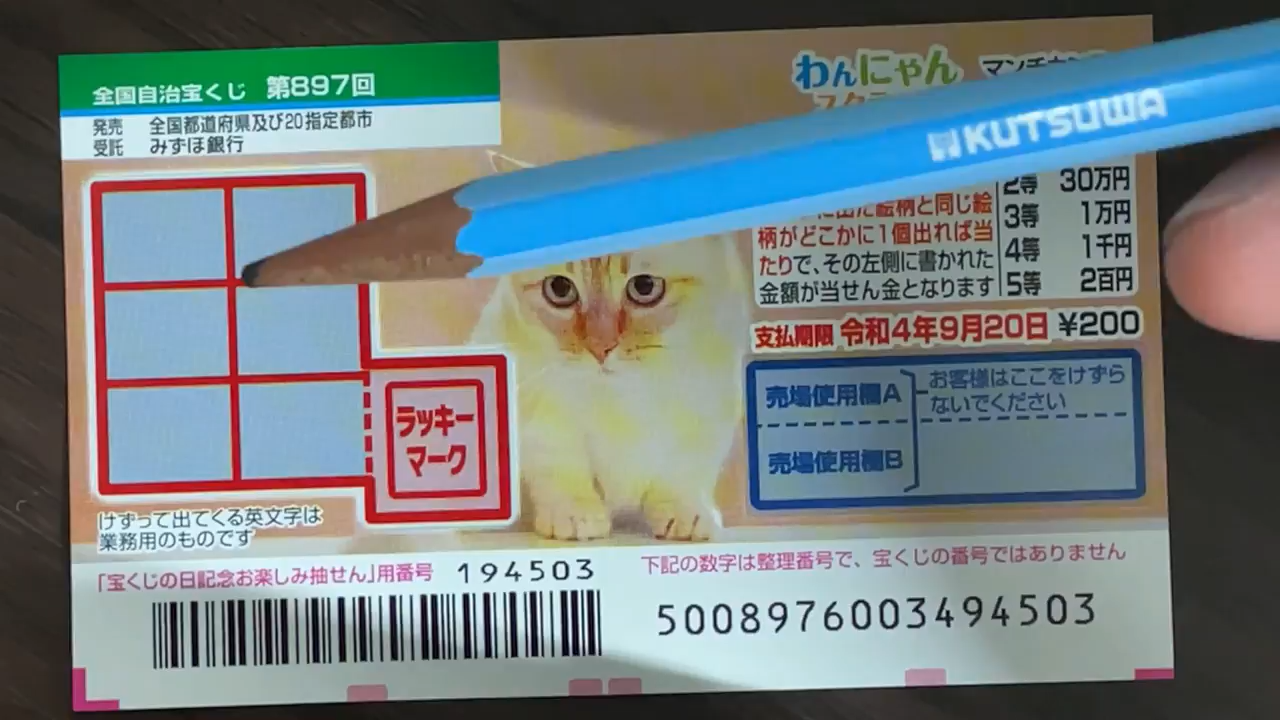 全国自治宝くじ 第897回
発売 全国都道府県及び20指定都市
受託 みずほ銀行
わんにゃん
KUTSUWA
2等 30万円
に出た絵柄と同じ絵
3等 1万円
柄がどこかに1個出れば当
たりで、その左側に書かれた
4等 1千円
金額が当せん金となります
5等 2百円
支払期限 令和4年9月20日 ¥200
ラッキー
マーク
売場使用欄A
お客様はここをけずら
ないでください
売場使用欄B
けずって出てくる英文字は
業務用のものです
「宝くじの日記念お楽しみ抽せん」用番号 194503
下記の数字は整理番号で、宝くじの番号ではありません
5008976003494503